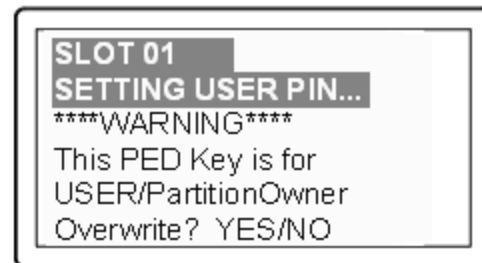 SLOT 01
SETTING USER PIN...
****WARNING****
This PED Key is for
USER/PartitionOwner
Overwrite? YES/NO